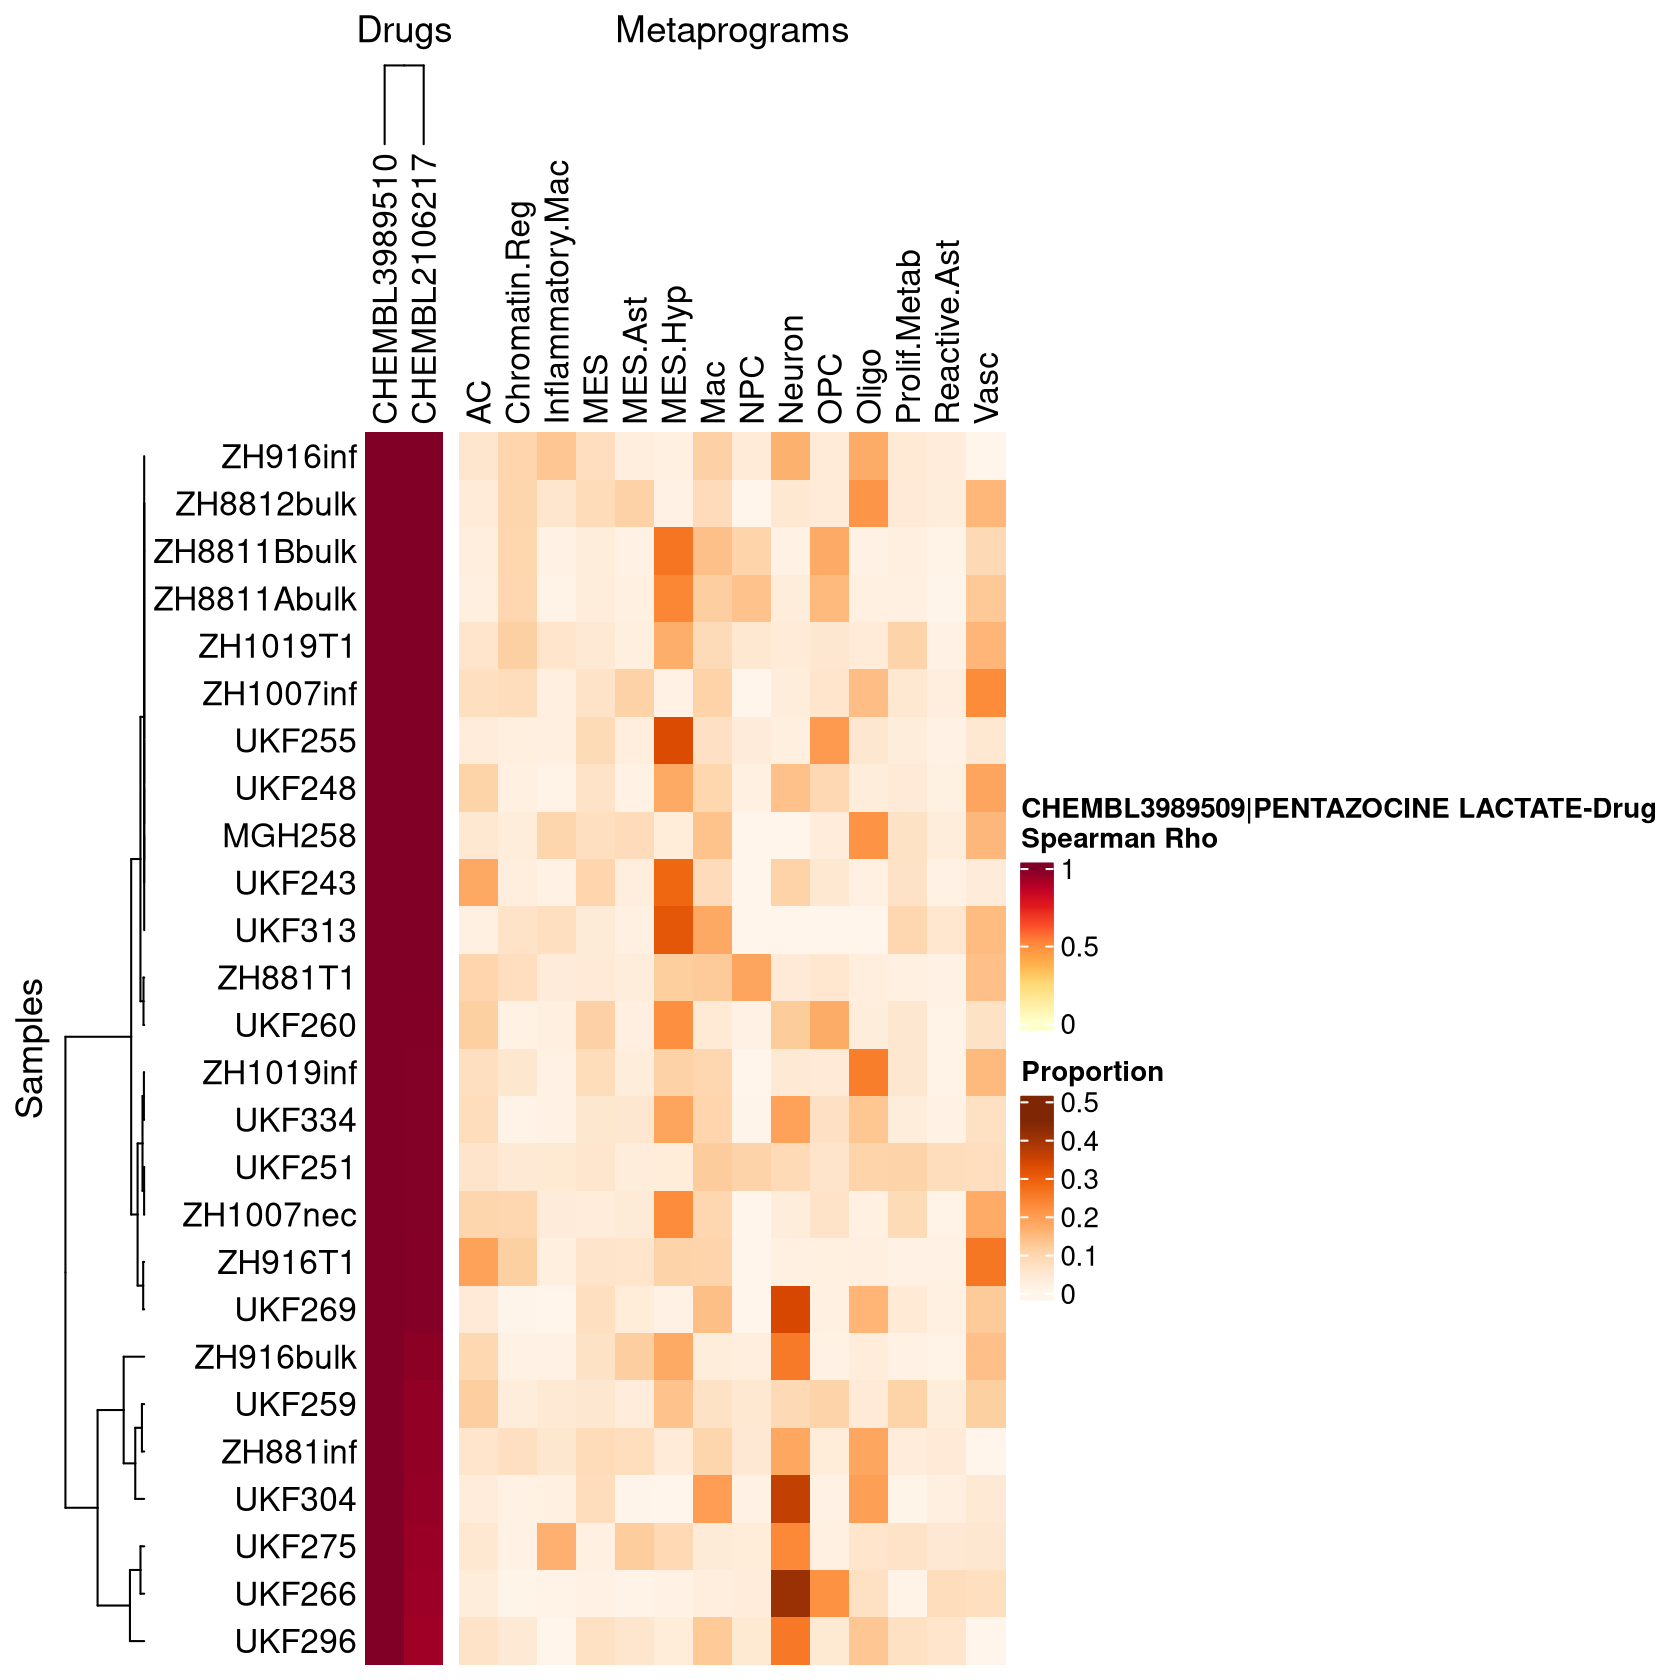 Drugs
Metaprograms
CHEMBL3989510
CHEMBL2106217
AC
Chromatin.Reg
Inflammatory.Mac
MES
MES.Ast
MES.Hyp
Mac
NPC
Neuron
OPC
Oligo
Prolif.Metab
Reactive.Ast
Vasc
Samples
ZH916inf
ZH8812bulk
ZH8811Bbulk
ZH8811Abulk
ZH1019T1
ZH1007inf
UKF255
UKF248
MGH258
UKF243
UKF313
ZH881T1
UKF260
ZH1019inf
UKF334
UKF251
ZH1007nec
ZH916T1
UKF269
ZH916bulk
UKF259
ZH881inf
UKF304
UKF275
UKF266
UKF296
CHEMBL3989509|PENTAZOCINE LACTATE-Drug
Spearman Rho
1
0.5
0
Proportion
0.5
0.4
0.3
0.2
0.1
0